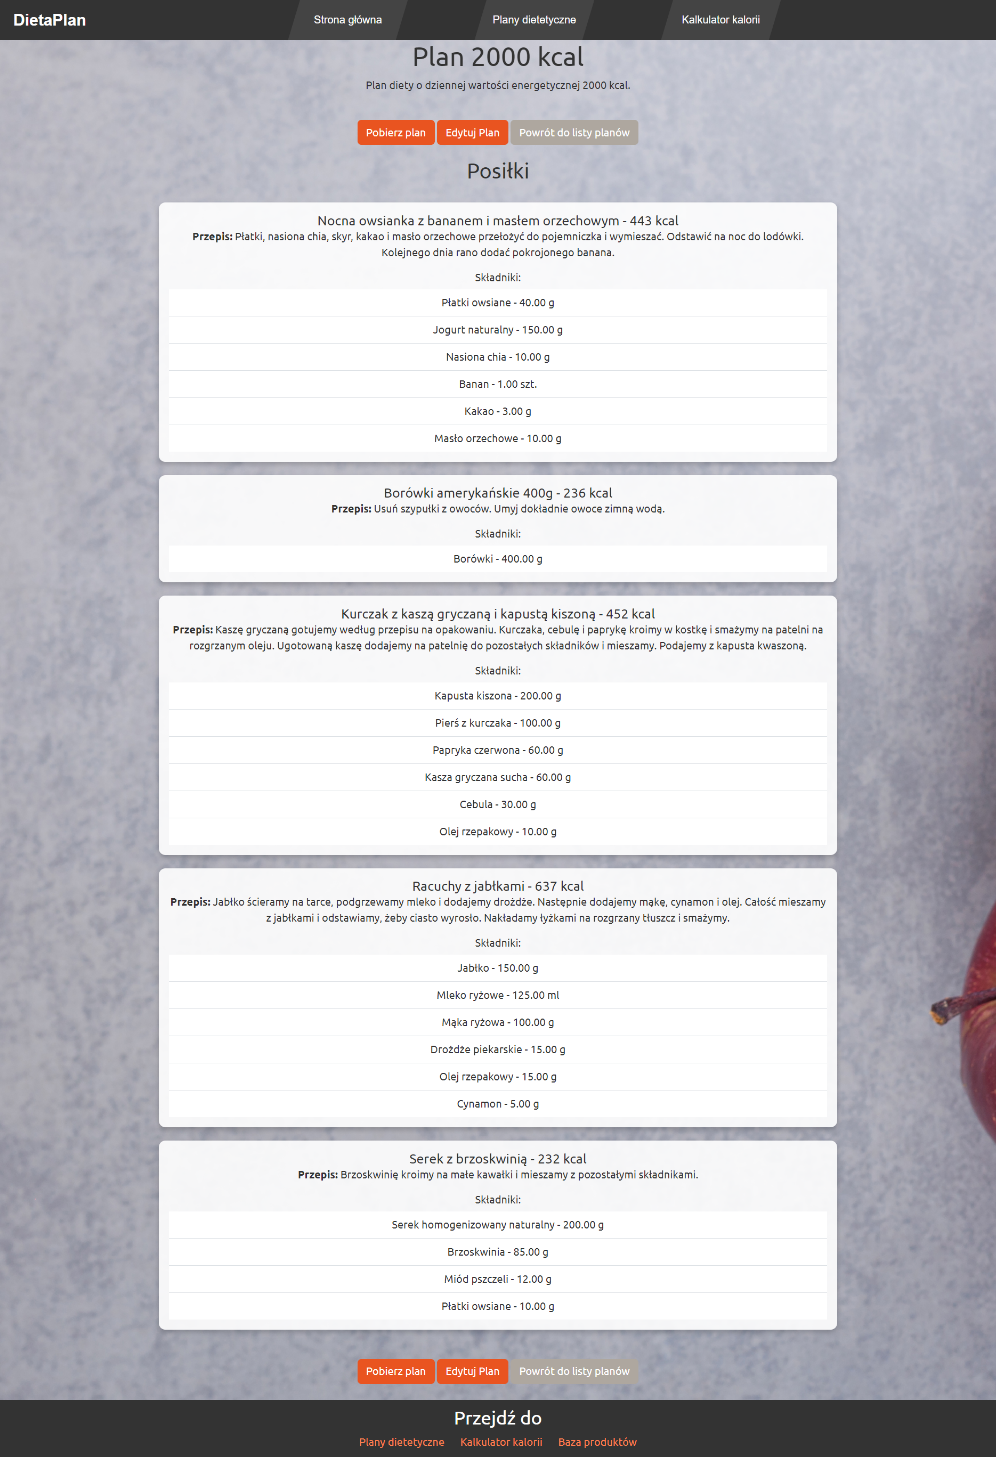 DietaPlan
Strona główna
Plany dietetyczne
Kalkulator kalorii
Plan 2000 kcal
Plan diety o dziennej wartości energetycznej 2000 kcal.
Pobierz plan
Edytuj Plan
Powrót do listy planów
Posiłki
Nocna owsianka z bananem i masłem orzechowym - 443 kcal
Przepis: Płatki, nasiona chia, skyr, kakao i masło orzechowe przełożyć do pojemniczka i wymieszać. Odstawić na noc do lodówki.
Kolejnego dnia rano dodać pokrojonego banana.
Składniki:
Płatki owsiane - 40.00 g
Jogurt naturalny - 150.00 g
Nasiona chia - 10.00 g
Banan - 1.00 szt.
Kakao - 3.00 g
Masło orzechowe - 10.00 g
Borówki amerykańskie 400g - 236 kcal
Przepis: Usuń szypułki z owoców. Umyj dokładnie owoce zimną wodą.
Składniki:
Borówki - 400.00 g
Kurczak z kaszą gryczaną i kapustą kiszoną - 452 kcal
Przepis: Kaszę gryczaną gotujemy według przepisu na opakowaniu. Kurczaka, cebulę i paprykę kroimy w kostkę i smażymy na patelni na
rozgrzanym oleju. Ugotowaną kaszę dodajemy na patelnię do pozostałych składników i mieszamy. Podajemy z kapusta kwaszoną.
Składniki:
Kapusta kiszona - 200.00 g
Pierś z kurczaka - 100.00 g
Papryka czerwona - 60.00 g
Kasza gryczana sucha - 60.00 g
Cebula - 30.00 g
Olej rzepakowy - 10.00 g
Racuchy z jabłkami - 637 kcal
Przepis: Jabłko ścieramy na tarce, podgrzewamy mleko i dodajemy drożdże. Następnie dodajemy mąkę, cynamon i olej. Całość mieszamy
z jabłkami i odstawiamy, żeby ciasto wyrosło. Nakładamy łyżkami na rozgrzany tłuszcz i smażymy.
Składniki:
Jabłko - 150.00 g
Mleko ryżowe - 125.00 ml
Mąka ryżowa - 100.00 g
Drożdże piekarskie - 15.00 g
Olej rzepakowy - 15.00 g
Cynamon - 5.00 g
Serek z brzoskwinią - 232 kcal
Przepis: Brzoskwinię kroimy na małe kawałki i mieszamy z pozostałymi składnikami.
Składniki:
Serek homogenizowany naturalny - 200.00 g
Brzoskwinia - 85.00 g
Miód pszczeli - 12.00 g
Płatki owsiane - 10.00 g
Pobierz plan
Edytuj Plan
Powrót do listy planów
Przejdź do
Plany dietetyczne
Kalkulator kalorii
Baza produktów